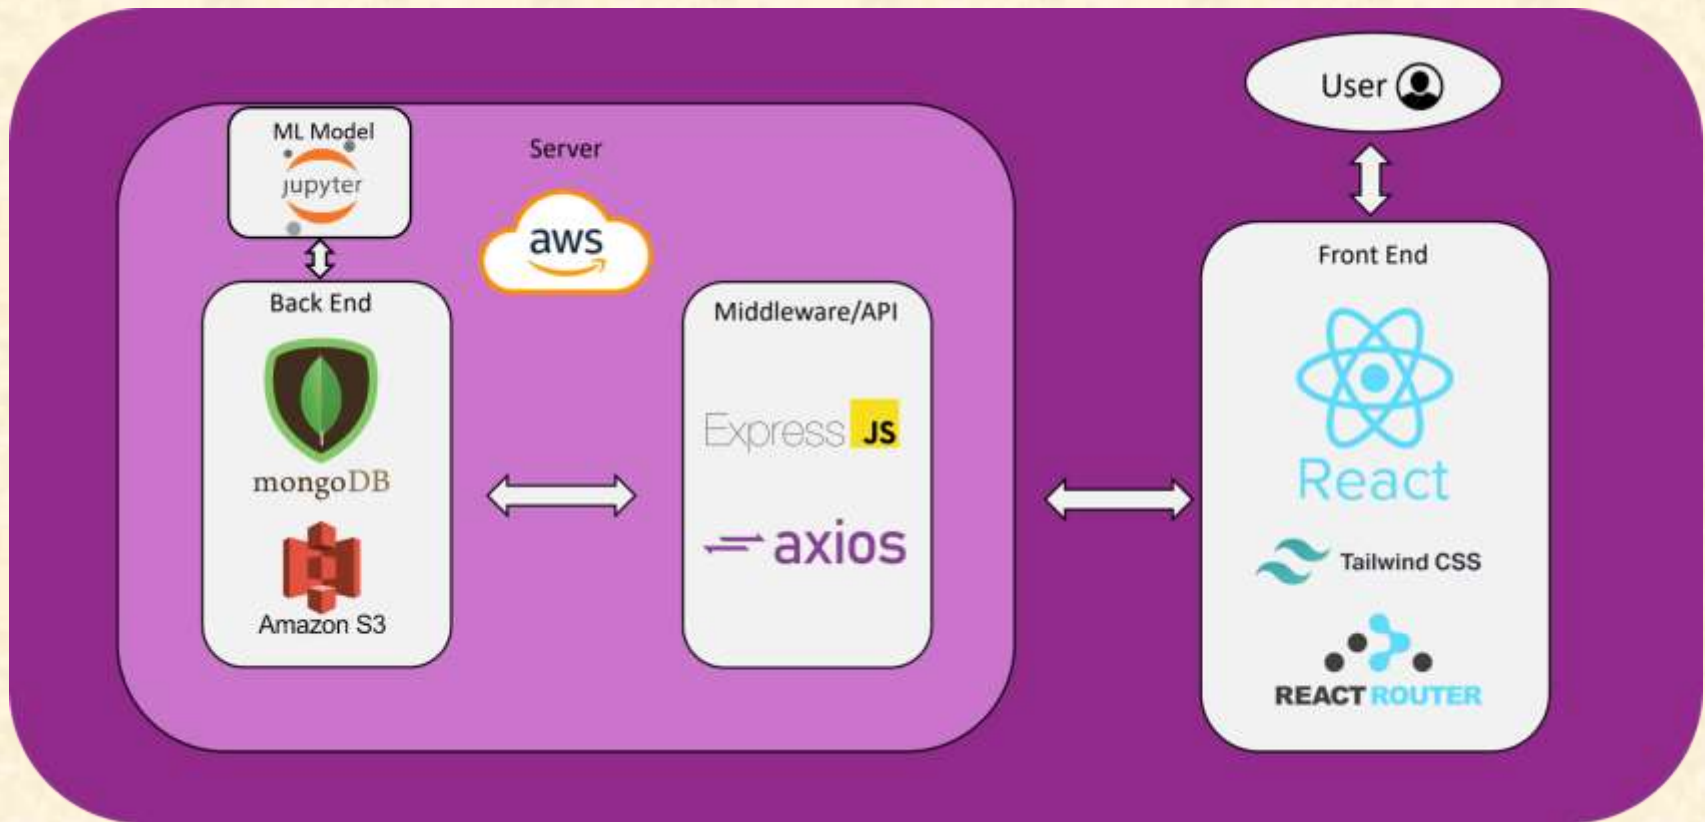 User
ML Model
jupyter
Server
aws
Back End
mongoDB
Amazon S3
Middleware/API
Express JS
axios
Front End
React
Tailwind CSS
REACT ROUTER